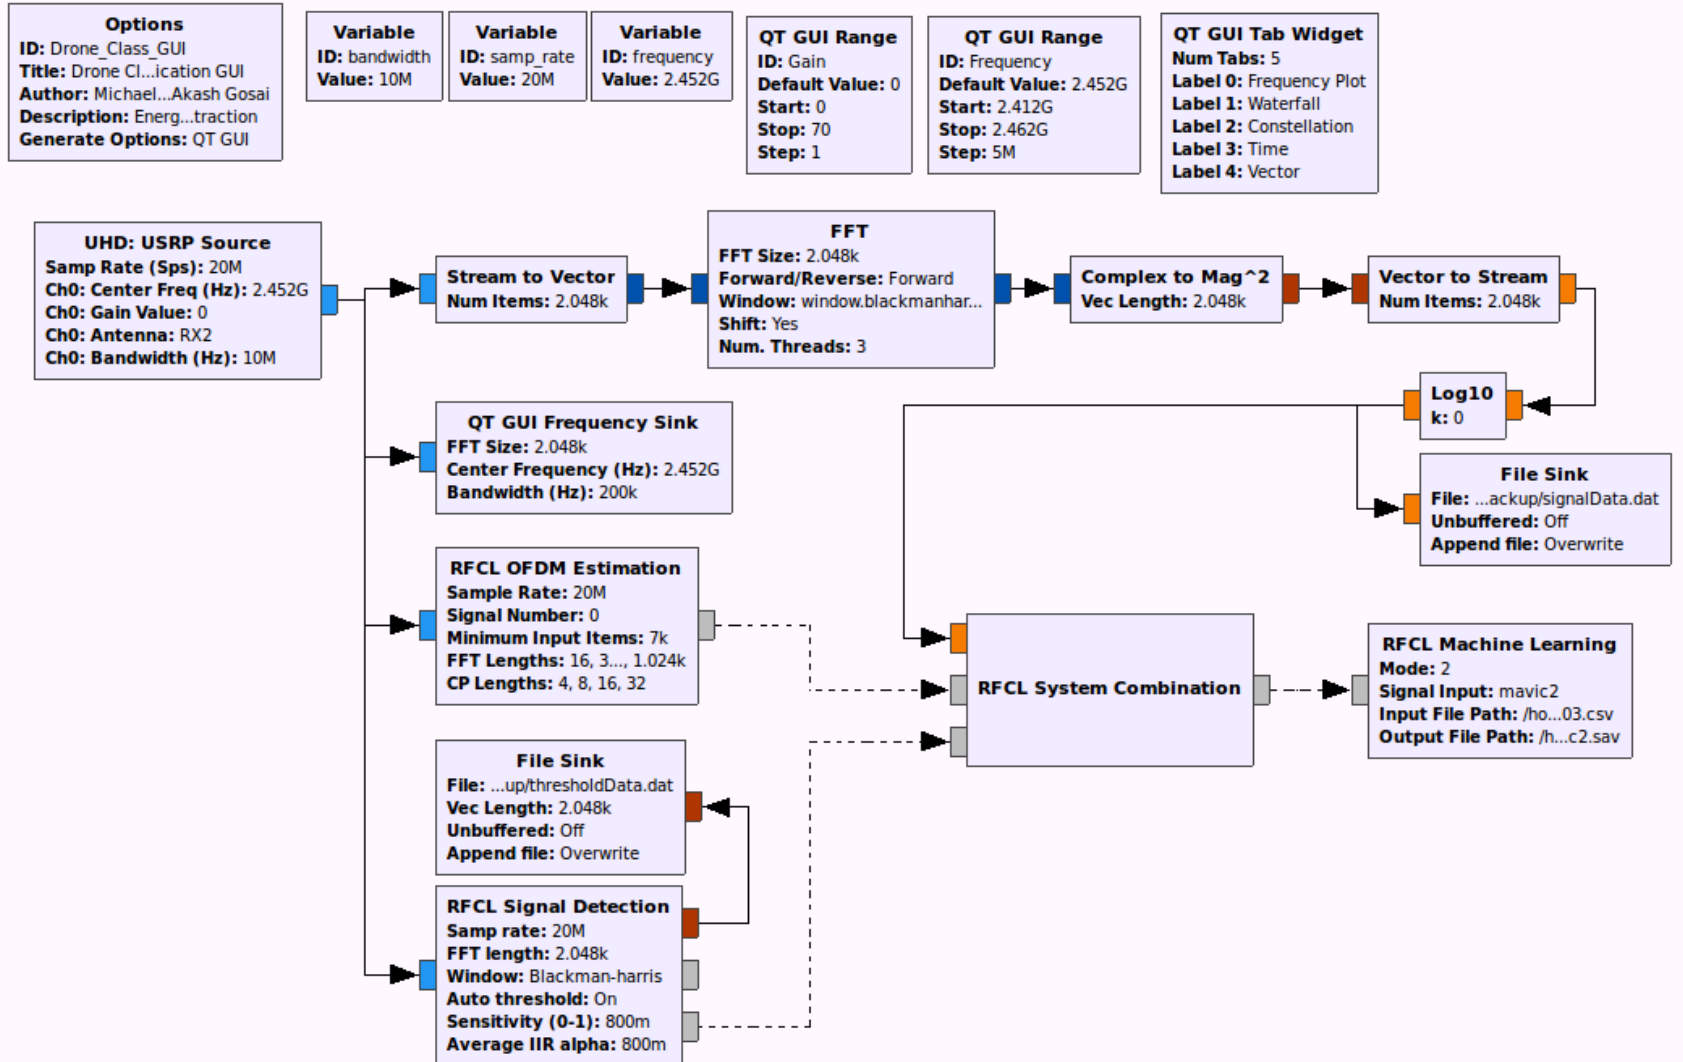 Options
ID: Drone_Class_GUI
Title: Drone Cl...ication GUI
Author: Michael...Akash Gosai
Description: Energ...traction
Generate Options: QT GUI
Variable
ID: bandwidth
Value: 10M
Variable
ID: samp_rate
Value: 20M
Variable
ID: frequency
Value: 2.452G
QT GUI Range
ID: Gain
Default Value: 0
Start: 0
Stop: 70
Step: 1
QT GUI Range
ID: Frequency
Default Value: 2.452G
Start: 2.412G
Stop: 2.462G
Step: 5M
QT GUI Tab Widget
Num Tabs: 5
Label 0: Frequency Plot
Label 1: Waterfall
Label 2: Constellation
Label 3: Time
Label 4: Vector
UHD: USRP Source
Samp Rate (Sps): 20M
Ch0: Center Freq (Hz): 2.452G
Ch0: Gain Value: 0
Ch0: Antenna: RX2
Ch0: Bandwidth (Hz): 10M
Stream to Vector
Num Items: 2.048k
FFT
FFT Size: 2.048k
Forward/Reverse: Forward
Window: window.blackmanhar...
Shift: Yes
Num. Threads: 3
Complex to Mag^2
Vec Length: 2.048k
Vector to Stream
Num Items: 2.048k
Log10
k: 0
File Sink
File: ...ackup/signalData.dat
Unbuffered: Off
Append file: Overwrite
QT GUI Frequency Sink
FFT Size: 2.048k
Center Frequency (Hz): 2.452G
Bandwidth (Hz): 200k
RFCL OFDM Estimation
Sample Rate: 20M
Signal Number: 0
Minimum Input Items: 7k
FFT Lengths: 16, 3..., 1.024k
CP Lengths: 4, 8, 16, 32
RFCL System Combination
RFCL Machine Learning
Mode: 2
Signal Input: mavic2
Input File Path: /ho...03.csv
Output File Path: /h...c2.sav
File Sink
File: ...up/thresholdData.dat
Vec Length: 2.048k
Unbuffered: Off
Append file: Overwrite
RFCL Signal Detection
Samp rate: 20M
FFT length: 2.048k
Window: Blackman-harris
Auto threshold: On
Sensitivity (0-1): 800m
Average IIR alpha: 800m